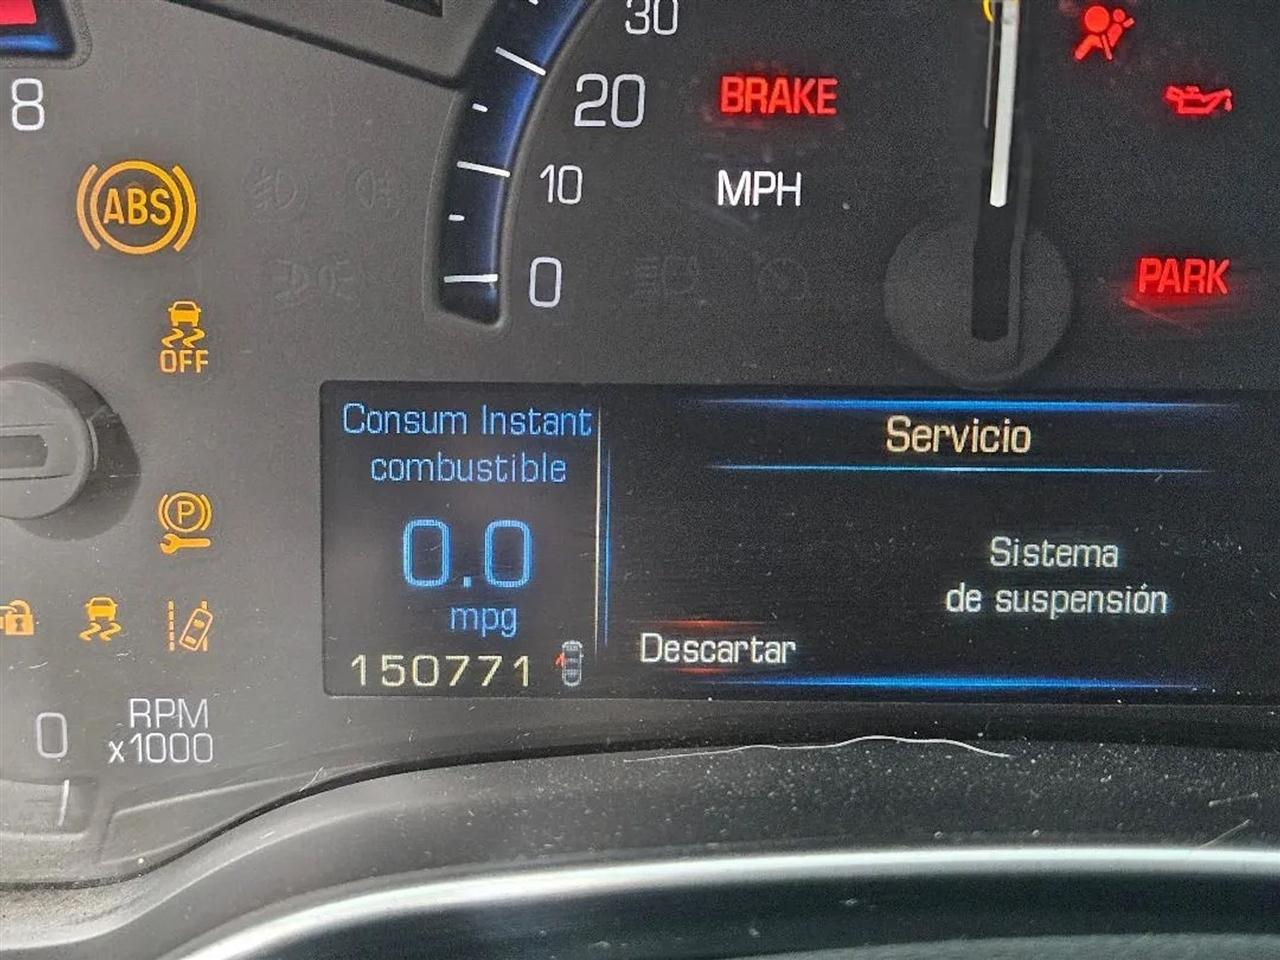 30
8
20
BRAKE
ABS
10
MPH
0
PARK
OFF
Consum Instant
combustible
Servicio
0.0
P
Sistema
de suspensión
mpg
Descartar
150771
0
RPM
x1000